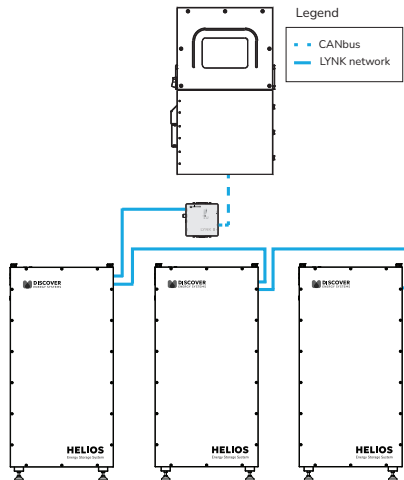 Legend
CANbus
LYNK network
DISCOVER
ENERGY SYSTEMS
DISCOVER
ENERGY SYSTEMS
DISCOVER
ENERGY SYSTEMS
HELIOS
Energy Storage System
HELIOS
Energy Storage System
HELIOS
Energy Storage System